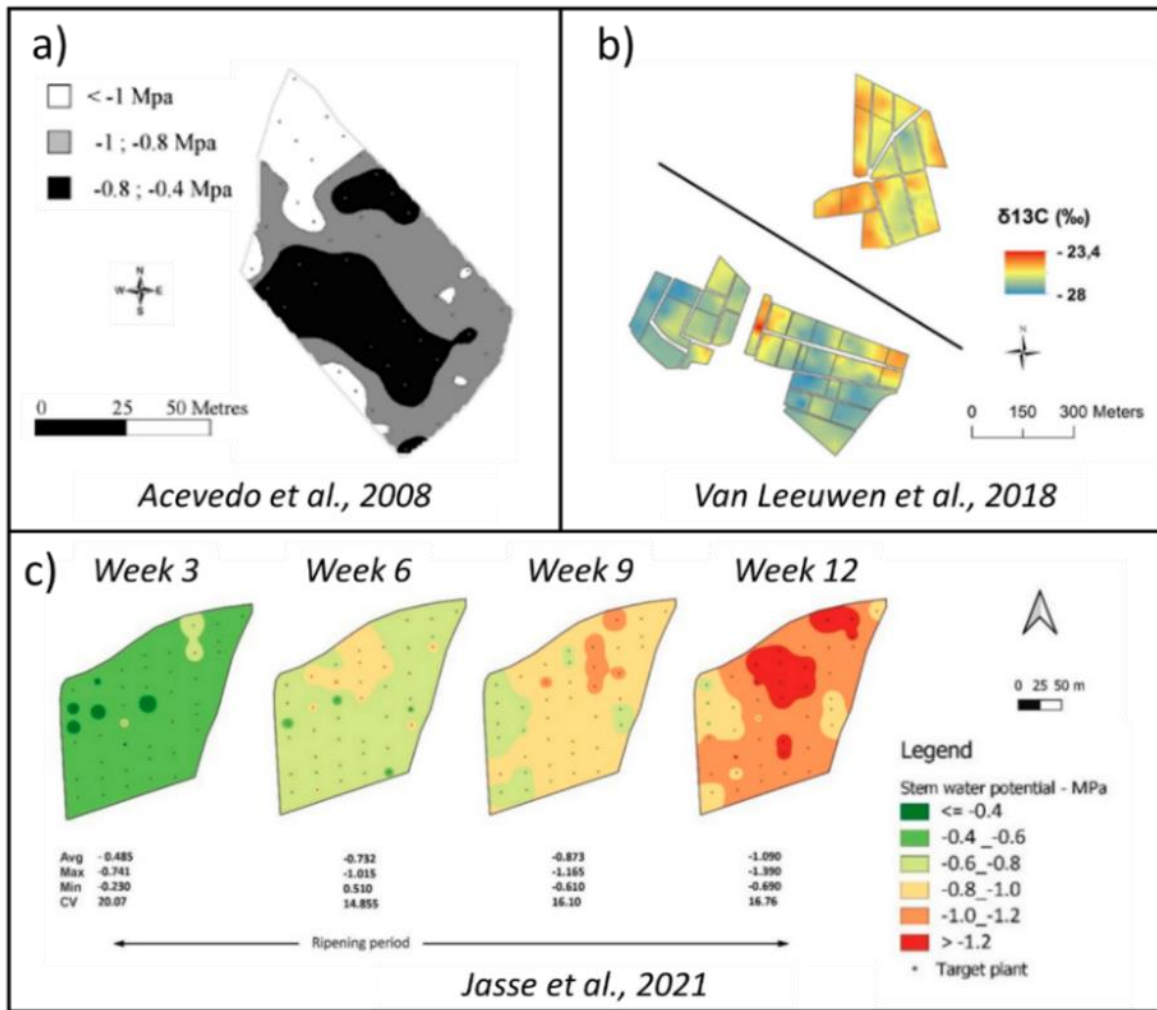 a)
< -1 Mpa
-1 ; -0.8 Mpa
-0.8 ; -0.4 Mpa
N
W E
S
0 25 50 Metres
Acevedo et al., 2008
b)
δ13C (‰)
- 23,4
- 28
N
0 150 300 Meters
Van Leeuwen et al., 2018
c)
Week 3 Week 6 Week 9 Week 12
0 25 50 m
Legend
Stem water potential - MPa
<= -0.4
-0.4 _-0.6
-0.6_-0.8
-0.8_-1.0
-1.0_-1.2
> -1.2
Target plant
Avg - 0.485 -0.732 -0.873 -1.090
Max -0.741 -1.015 -1.165 -1.390
Min -0.230 0.510 -0.610 -0.690
CV 20.07 14.855 16.10 16.76
Ripening period
Jasse et al., 2021